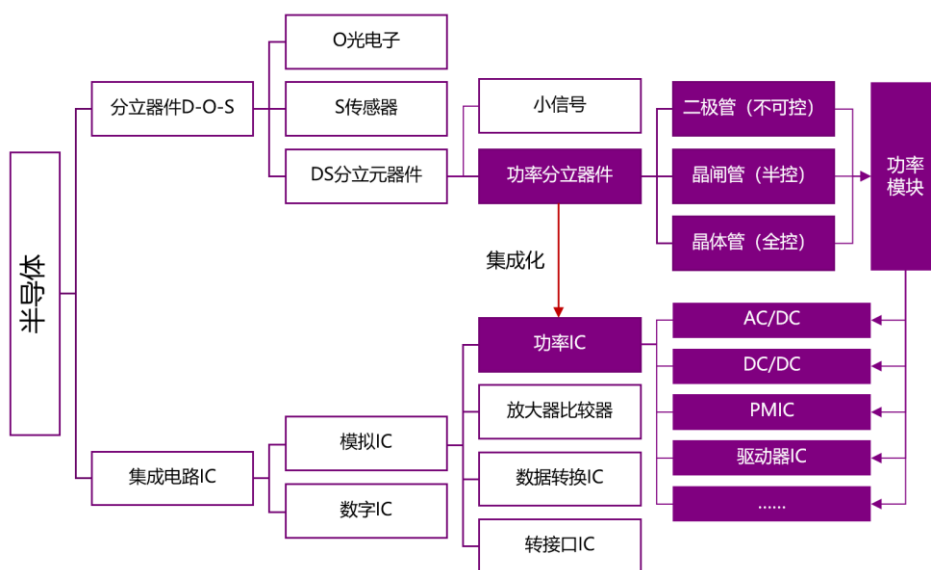 半导体
分立器件D-O-S
集成电路IC
O光电子
S传感器
DS分立元器件
模拟IC
数字IC
小信号
功率分立器件
集成化
功率IC
放大器比较器
数据转换IC
转接口IC
二极管（不可控）
晶闸管（半控）
晶体管（全控）
AC/DC
DC/DC
PMIC
驱动器IC
......
功率
模块